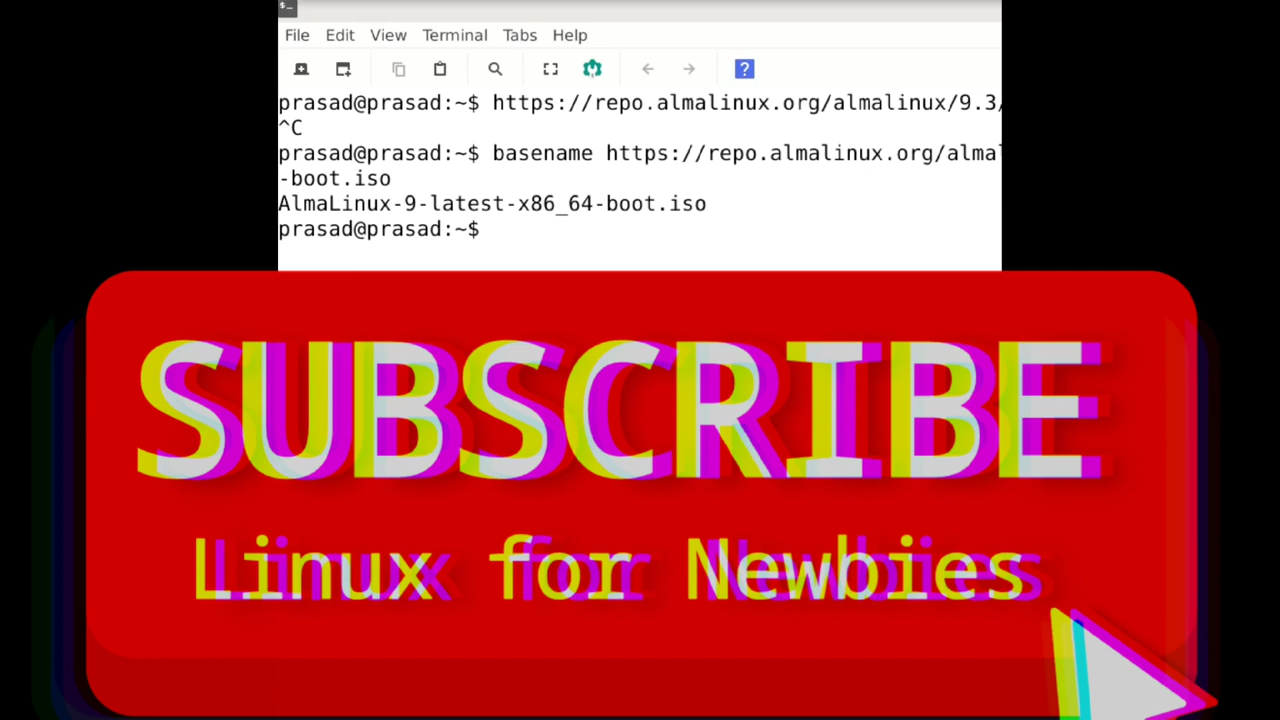 $_
File Edit View Terminal Tabs Help
?
prasad@prasad:~$ https://repo.almalinux.org/almalinux/9.3/
^C
prasad@prasad:~$ basename https://repo.almalinux.org/almal
-boot.iso
AlmaLinux-9-latest-x86_64-boot.iso
prasad@prasad:~$
SUBSCRIBE
Linux for Newbies